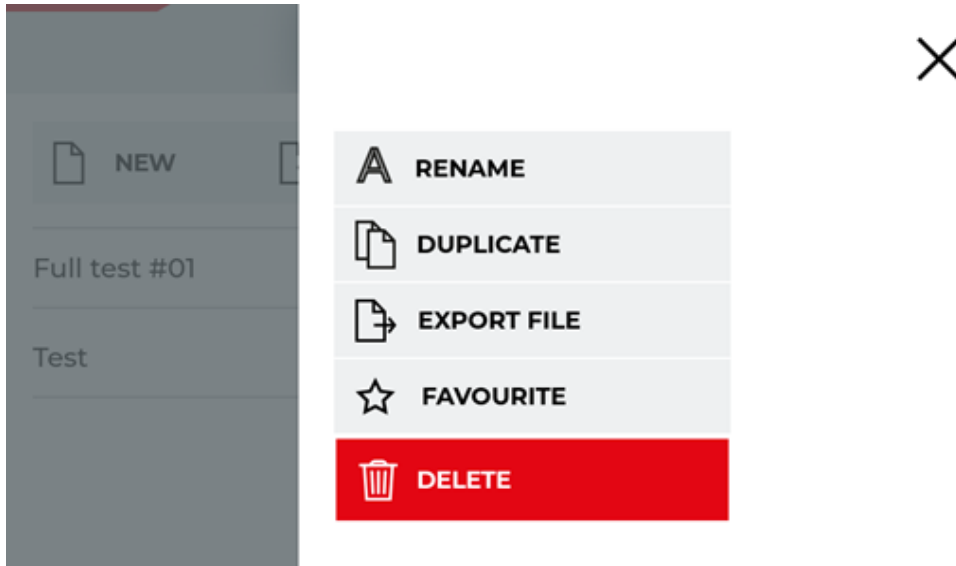 NEW
Full test #01
Test
RENAME
DUPLICATE
EXPORT FILE
FAVOURITE
DELETE